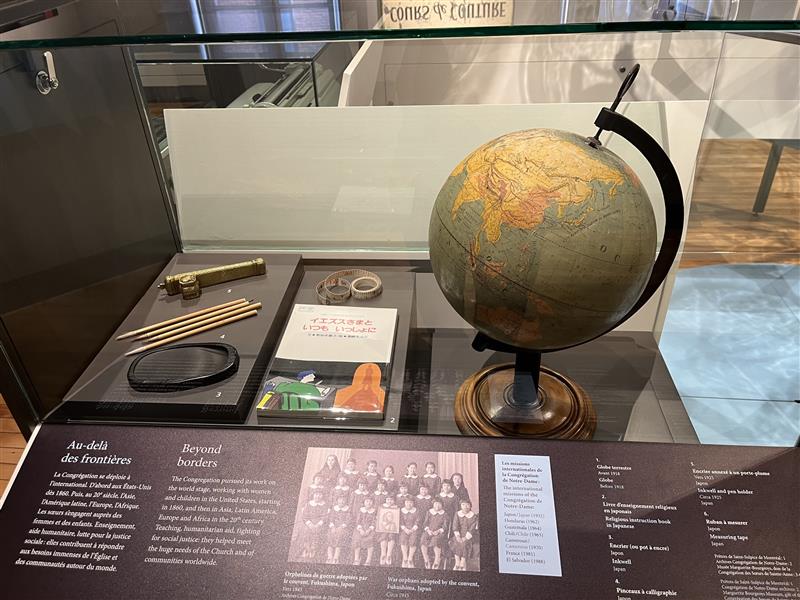 COURS de COUTURE
イエススさまと
いつも いっしょに
3
2
Au-delà
des frontières
La Congrégation se déploie à
l'international. D'abord aux États-Unis
dès 1860. Puis, au 20e siècle, l'Asie,
l'Amérique latine, l'Europe, l'Afrique.
Les sœurs s'engagent auprès des
femmes et des enfants. Enseignement,
aide humanitaire, lutte pour la justice
sociale : elles contribuent à répondre
aux besoins immenses de l'Église et
des communautés autour du monde.
Beyond
borders
The Congregation pursued its work on
the world stage, working with women
and children in the United States, starting
in 1860, and then in Asia, Latin America,
Europe and Africa in the 20th century.
Teaching, humanitarian aid, fighting
for social justice: they helped meet
the huge needs of the Church and of
communities worldwide.
Orphelines de guerre adoptées par
le couvent, Fukushima, Japon
Vers 1945
Archives Congrégation de Notre-Dame
War orphans adopted by the convent,
Fukushima, Japan
Circa 1945
Les missions
internationales de la
Congrégation de
Notre-Dame :
The international
missions of the
Congrégation de
Notre-Dame:
Japon / Japan (1932)
Honduras (1962)
Guatemala (1964)
Chili / Chile (1965)
Cameroun /
Cameroon (1970)
France (1981)
El Salvador (1988)
1.
Globe terrestre
Avant 1918
Globe
Before 1918
2.
Livre d'enseignement religieux
en japonais
Religious instruction book
in Japanese
3.
Encrier (ou pot à encre)
Japon
Inkwell
Japan
4.
Pinceaux à calligraphie
Japon
5.
Encrier annexé à un porte-plume
Vers 1925
Japon
Inkwell and pen holder
Circa 1925
Japan
6.
Ruban à mesurer
Japon
Measuring tape
Japan